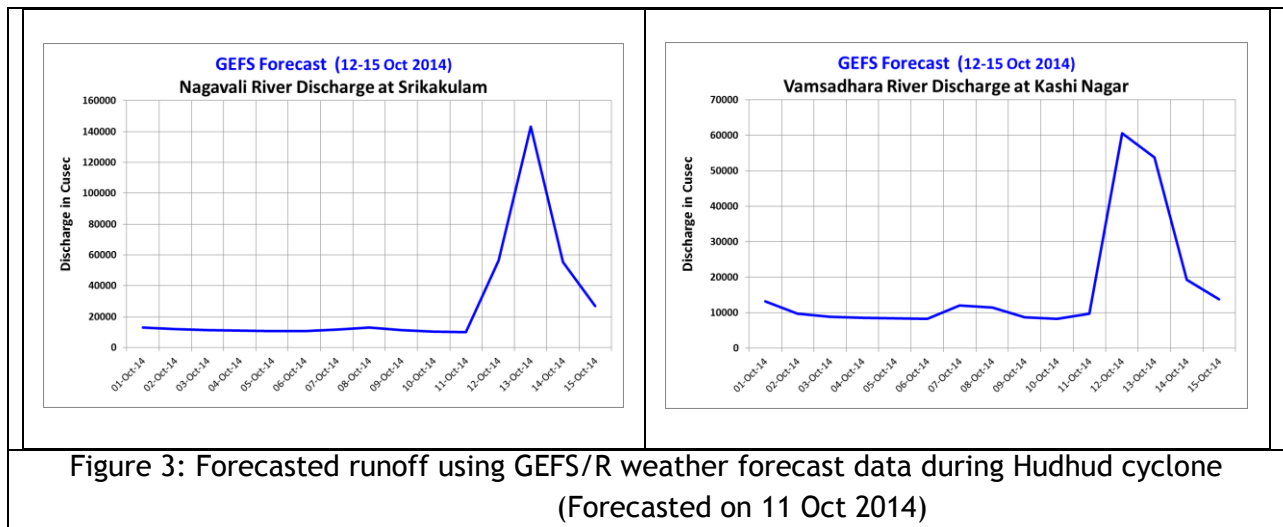 GEFS Forecast (12-15 Oct 2014)
Nagavali River Discharge at Srikakulam
Discharge in Cusec
160000
140000
120000
100000
80000
60000
40000
20000
0
01-Oct-14
02-Oct-14
03-Oct-14
04-Oct-14
05-Oct-14
06-Oct-14
07-Oct-14
08-Oct-14
09-Oct-14
10-Oct-14
11-Oct-14
12-Oct-14
13-Oct-14
14-Oct-14
15-Oct-14
GEFS Forecast (12-15 Oct 2014)
Vamsadhara River Discharge at Kashi Nagar
Discharge in Cusec
70000
60000
50000
40000
30000
20000
10000
0
01-Oct-14
02-Oct-14
03-Oct-14
04-Oct-14
05-Oct-14
06-Oct-14
07-Oct-14
08-Oct-14
09-Oct-14
10-Oct-14
11-Oct-14
12-Oct-14
13-Oct-14
14-Oct-14
15-Oct-14
Figure 3: Forecasted runoff using GEFS/R weather forecast data during Hudhud cyclone
(Forecasted on 11 Oct 2014)